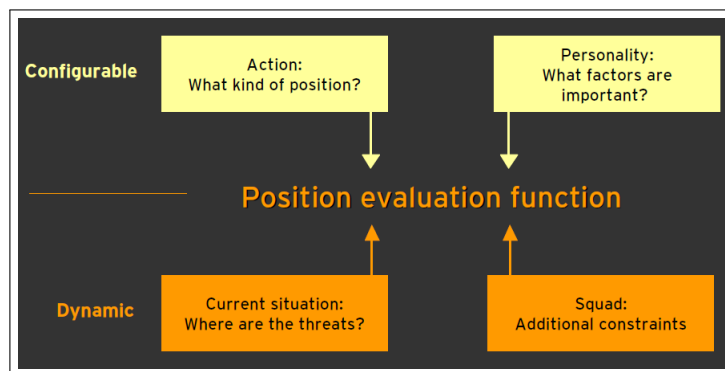 Configurable
Action:
What kind of position?
Personality:
What factors are
important?
Position evaluation function
Dynamic
Current situation:
Where are the threats?
Squad:
Additional constraints